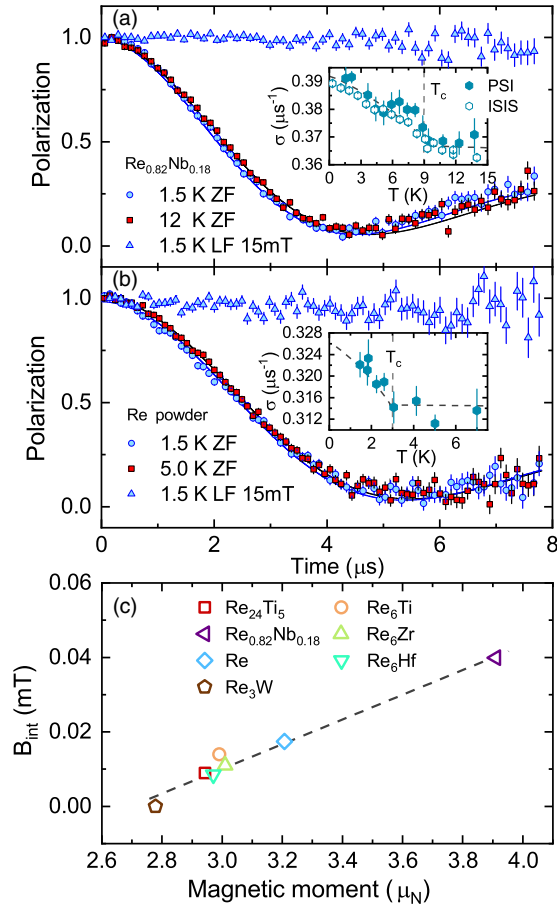 (a)
1.0
0.5
0.0
Polarization
Re0.82Nb0.18
1.5 K ZF
12 K ZF
1.5 K LF 15mT
0.39
0.38
0.37
0.36
σ (μs-1)
Tc
PSI
ISIS
0 5 10 15
T (K)
(b)
1.0
0.5
0.0
Polarization
Re powder
1.5 K ZF
5.0 K ZF
1.5 K LF 15mT
0.328
0.324
0.320
0.316
0.312
σ (μs-1)
Tc
0 2 4 6
T (K)
0 2 4 6 8
Time (μs)
(c)
0.06
0.04
0.02
0.00
Bint (mT)
Re24Ti5 Re6Ti
Re0.82Nb0.18 Re6Zr
Re Re6Hf
Re3W
2.6 2.8 3.0 3.2 3.4 3.6 3.8 4.0
Magnetic moment (μN)